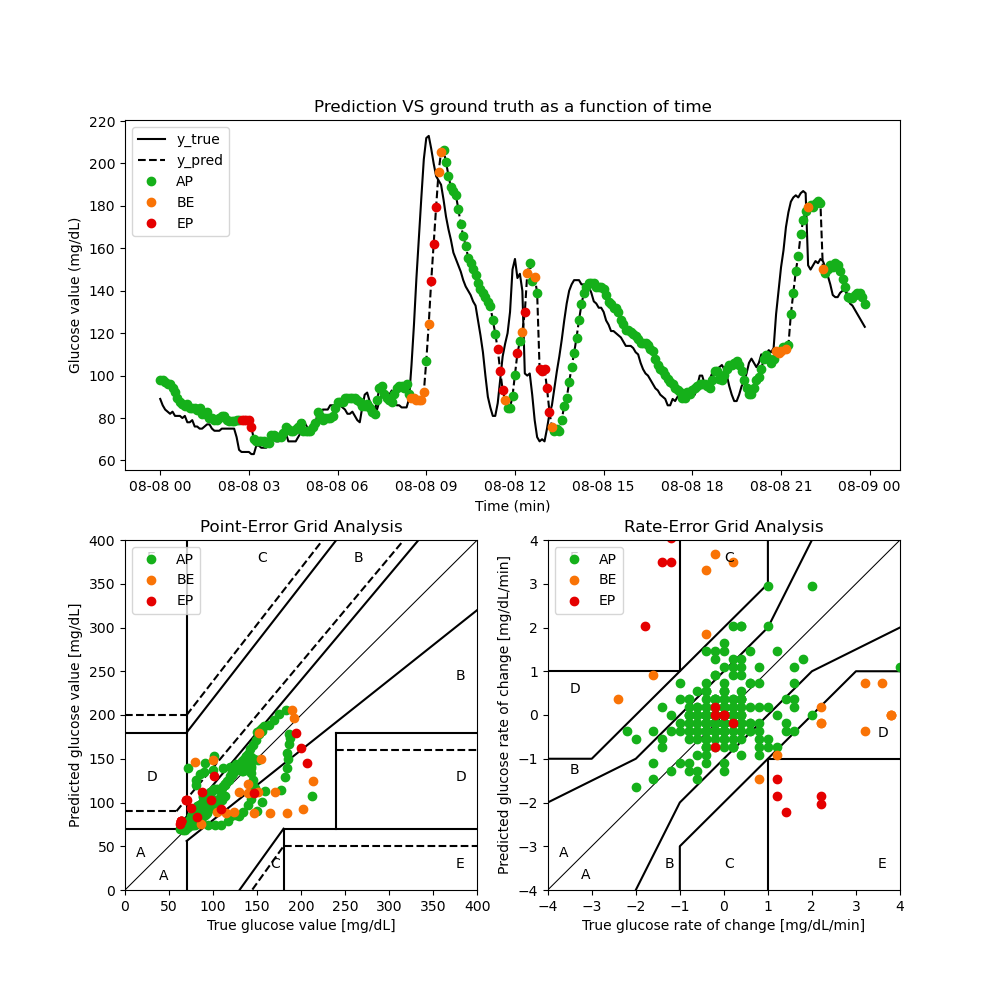 Prediction VS ground truth as a function of time
220
200
180
160
140
120
100
80
60
Glucose value (mg/dL)
y_true
y_pred
AP
BE
EP
08-08 00 08-08 03 08-08 06 08-08 09 08-08 12 08-08 15 08-08 18 08-08 21 08-09 00
Time (min)
Point-Error Grid Analysis
400
350
300
250
200
150
100
50
0
Predicted glucose value [mg/dL]
AP
BE
EP
C
B
B
D
D
A
A
C
E
0 50 100 150 200 250 300 350 400
True glucose value [mg/dL]
Rate-Error Grid Analysis
4
3
2
1
0
−1
−2
−3
−4
Predicted glucose rate of change [mg/dL/min]
AP
BE
EP
C
D
D
B
A
A
B
C
E
−4 −3 −2 −1 0 1 2 3 4
True glucose rate of change [mg/dL/min]